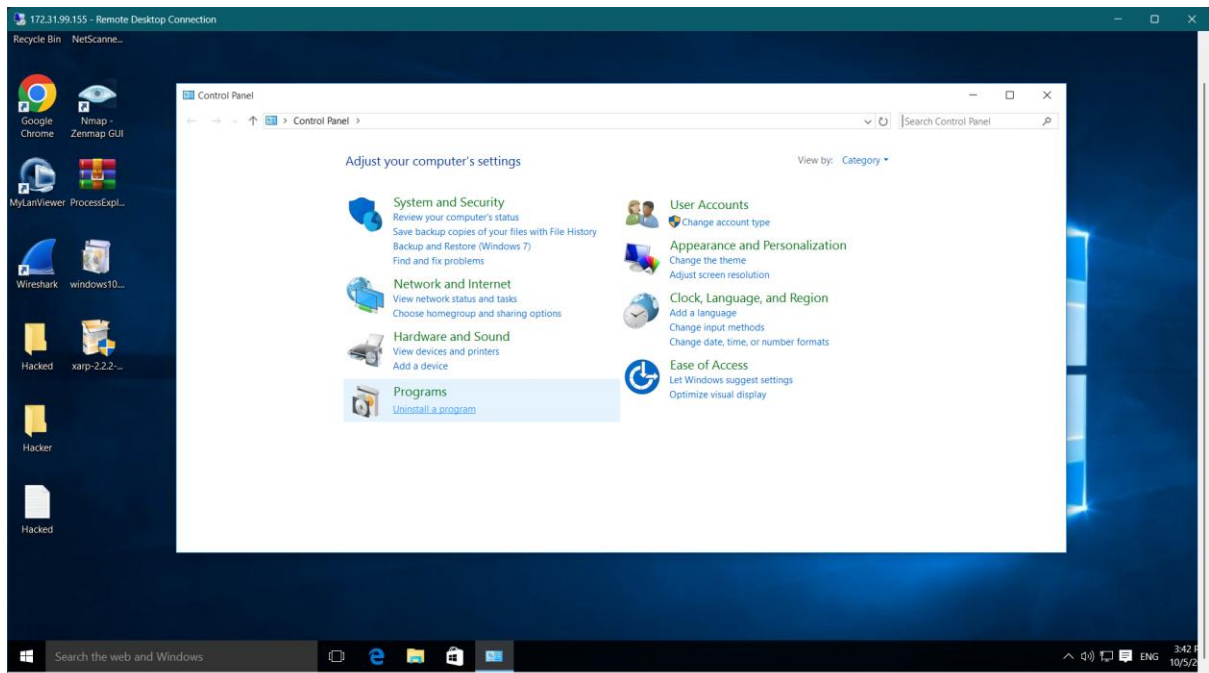 172.31.99.155 - Remote Desktop Connection
Recycle Bin
NetScanne...
Google Chrome
Nmap - Zenmap GUI
MyLanViewer
ProcessExpl...
Wireshark
windows10....
Hacked
xarp-2.2.2-...
Hacker
Hacked
Control Panel
Control Panel
Search Control Panel
Adjust your computer's settings
View by: Category
System and Security
Review your computer's status
Save backup copies of your files with File History
Backup and Restore (Windows 7)
Find and fix problems
Network and Internet
View network status and tasks
Choose homegroup and sharing options
Hardware and Sound
View devices and printers
Add a device
Programs
Uninstall a program
User Accounts
Change account type
Appearance and Personalization
Change the theme
Adjust screen resolution
Clock, Language, and Region
Add a language
Change input methods
Change date, time, or number formats
Ease of Access
Let Windows suggest settings
Optimize visual display
Search the web and Windows
ENG
3:42
10/5/2